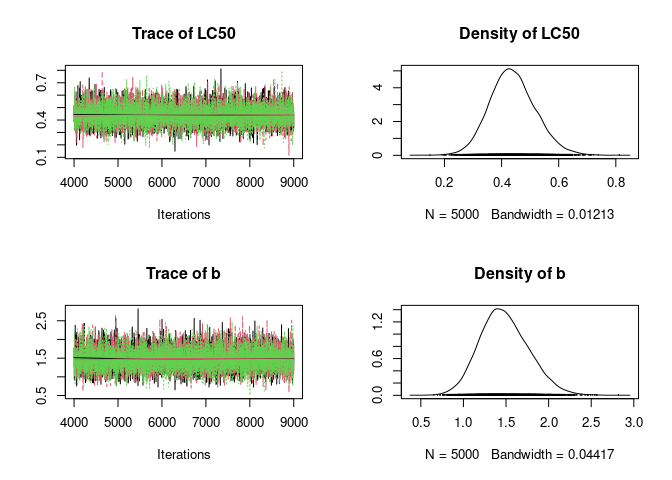 Trace of LC50
0.1 0.4 0.7
4000 5000 6000 7000 8000 9000
Iterations
Density of LC50
0 2 4
0.2 0.4 0.6 0.8
N = 5000 Bandwidth = 0.01213
Trace of b
0.5 1.5 2.5
4000 5000 6000 7000 8000 9000
Iterations
Density of b
0.0 0.6 1.2
0.5 1.0 1.5 2.0 2.5 3.0
N = 5000 Bandwidth = 0.04417